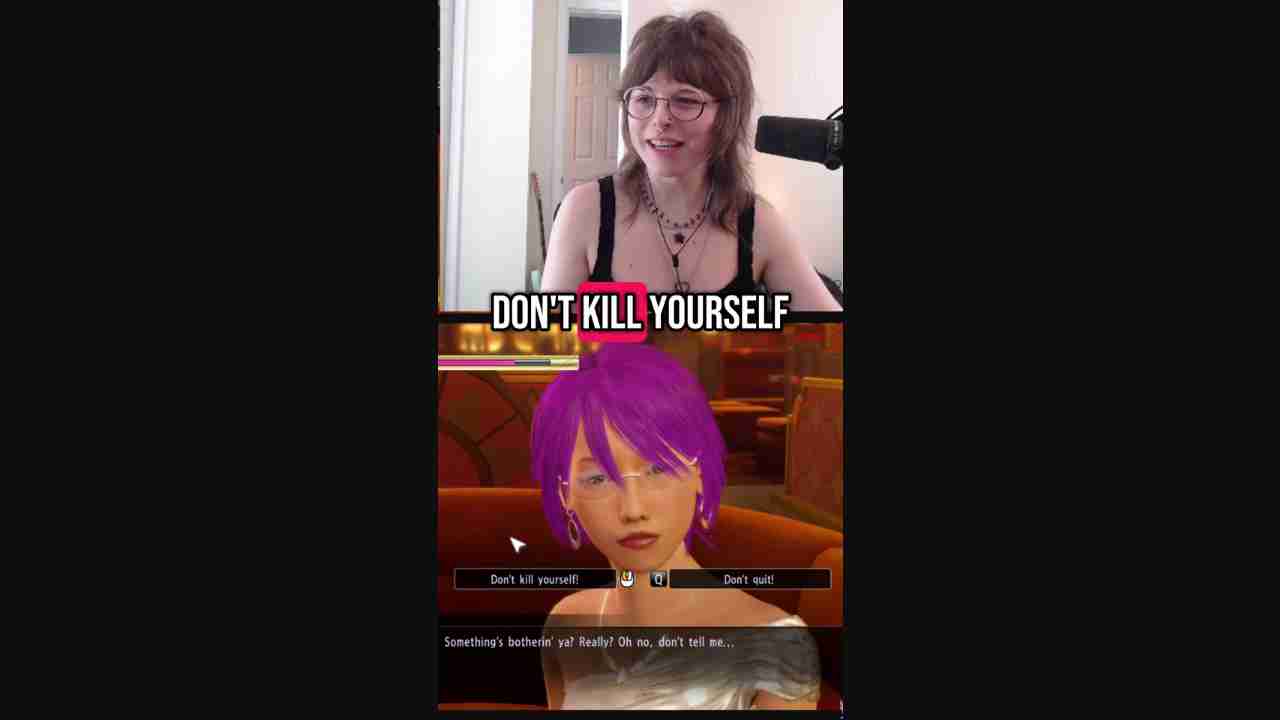 DON'T KILL YOURSELF
Don't kill yourself!
Q
Don't quit!
Something's botherin' ya? Really? Oh no, don't tell me...